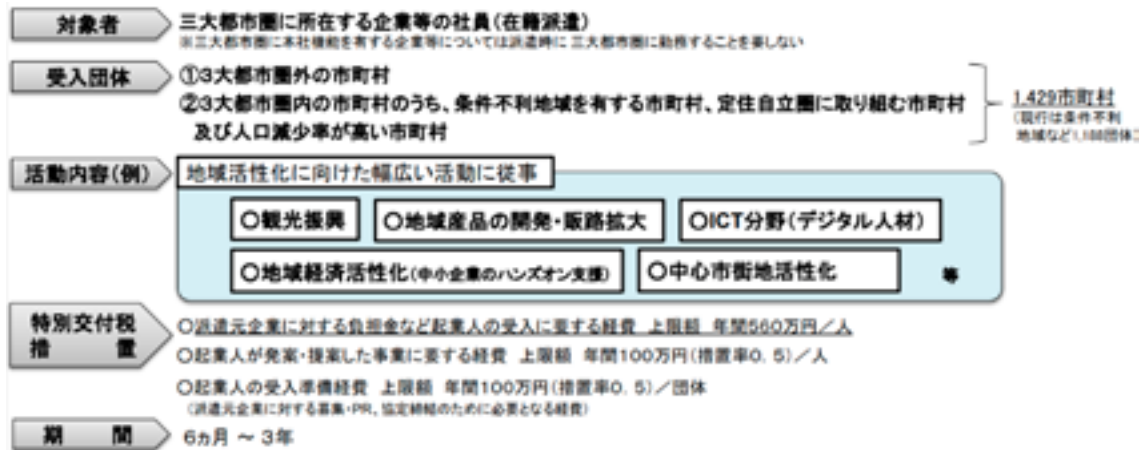 対象者 三大都市圏に所在する企業等の社員(在籍派遣)
※三大都市圏に本社機能を有する企業等については派遣時に三大都市圏に勤務することを要しない
受入団体 ①3大都市圏外の市町村
②3大都市圏内の市町村のうち、条件不利地域を有する市町村、定住自立圏に取り組む市町村
及び人口減少率が高い市町村
1,429市町村
(現行は条件不利
地域など1,188団体)
活動内容(例) 地域活性化に向けた幅広い活動に従事
○観光振興 ○地域産品の開発・販路拡大 ○ICT分野(デジタル人材)
○地域経済活性化(中小企業のハンズオン支援) ○中心市街地活性化 等
特別交付税
措置
○派遣元企業に対する負担金など起業人の受入に要する経費 上限額 年間560万円/人
○起業人が発案・提案した事業に要する経費 上限額 年間100万円(措置率0.5)/人
○起業人の受入準備経費 上限額 年間100万円(措置率0.5)/団体
(派遣元企業に対する募集・PR、協定締結のために必要となる経費)
期間 6ヵ月 ~ 3年